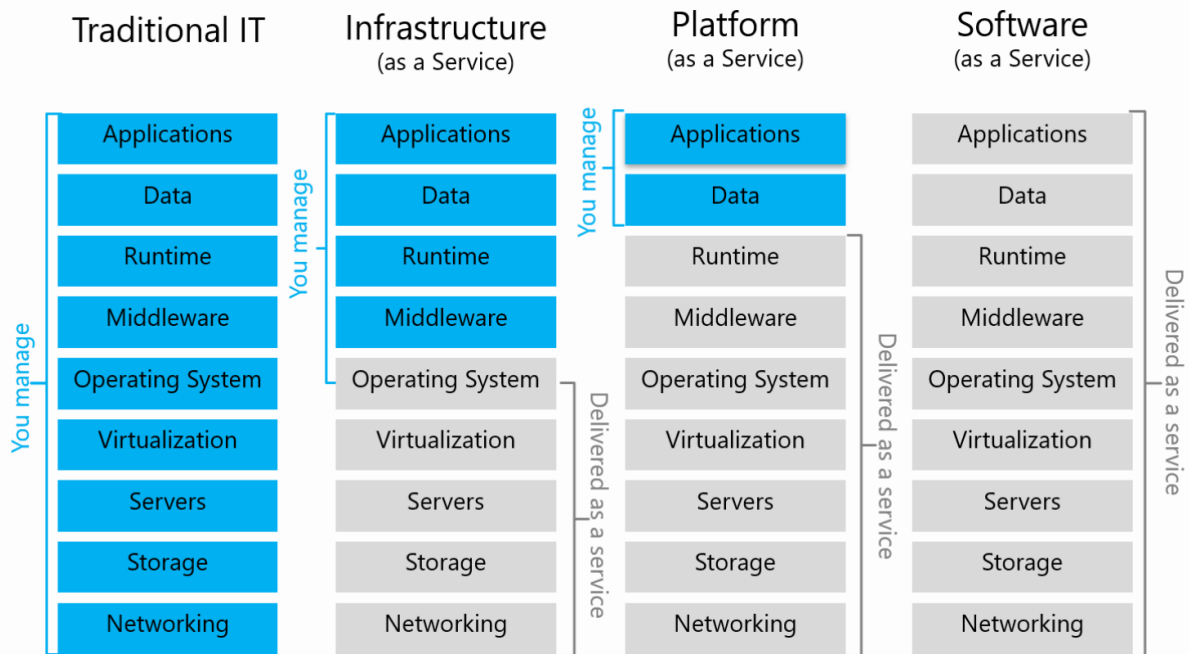 Traditional IT
Infrastructure
(as a Service)
Platform
(as a Service)
Software
(as a Service)
You manage
Applications
Data
Runtime
Middleware
Operating System
Virtualization
Servers
Storage
Networking
You manage
Applications
Data
Runtime
Middleware
Operating System
Virtualization
Servers
Storage
Networking
Delivered as a service
You manage
Applications
Data
Runtime
Middleware
Operating System
Virtualization
Servers
Storage
Networking
Delivered as a service
Applications
Data
Runtime
Middleware
Operating System
Virtualization
Servers
Storage
Networking
Delivered as a service